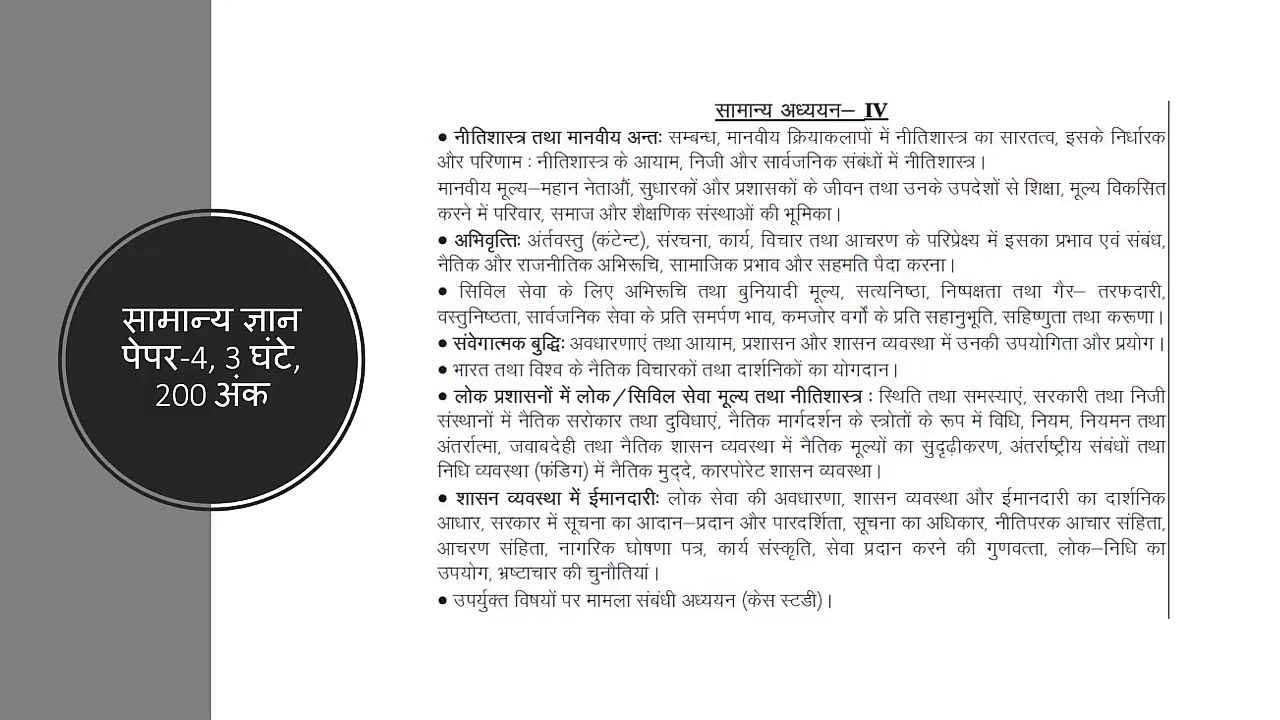 सामान्य ज्ञान
पेपर-4, 3 घंटे,
200 अंक
सामान्य अध्ययन– IV
• नीतिशास्त्र तथा मानवीय अन्तः सम्बन्ध, मानवीय क्रियाकलापों में नीतिशास्त्र का सारतत्व, इसके निर्धारक
और परिणाम : नीतिशास्त्र के आयाम, निजी और सार्वजनिक संबंधों में नीतिशास्त्र।
मानवीय मूल्य–महान नेताओं, सुधारकों और प्रशासकों के जीवन तथा उनके उपदेशों से शिक्षा, मूल्य विकसित
करने में परिवार, समाज और शैक्षणिक संस्थाओं की भूमिका।
• अभिवृत्तिः अंर्तवस्तु (कंटेन्ट), संरचना, कार्य, विचार तथा आचरण के परिप्रेक्ष्य में इसका प्रभाव एवं संबंध,
नैतिक और राजनीतिक अभिरूचि, सामाजिक प्रभाव और सहमति पैदा करना।
• सिविल सेवा के लिए अभिरूचि तथा बुनियादी मूल्य, सत्यनिष्ठा, निष्पक्षता तथा गैर– तरफदारी,
वस्तुनिष्ठता, सार्वजनिक सेवा के प्रति समर्पण भाव, कमजोर वर्गों के प्रति सहानुभूति, सहिष्णुता तथा करूणा।
• संवेगात्मक बुद्धिः अवधारणाएं तथा आयाम, प्रशासन और शासन व्यवस्था में उनकी उपयोगिता और प्रयोग।
• भारत तथा विश्व के नैतिक विचारकों तथा दार्शनिकों का योगदान।
• लोक प्रशासनों में लोक/सिविल सेवा मूल्य तथा नीतिशास्त्र : स्थिति तथा समस्याएं, सरकारी तथा निजी
संस्थानों में नैतिक सरोकार तथा दुविधाएं, नैतिक मार्गदर्शन के स्त्रोतों के रूप में विधि, नियम, नियमन तथा
अंतर्रात्मा, जवाबदेही तथा नैतिक शासन व्यवस्था में नैतिक मूल्यों का सुदृढ़ीकरण, अंतर्राष्ट्रीय संबंधों तथा
निधि व्यवस्था (फंडिग) में नैतिक मुद्दे, कारपोरेट शासन व्यवस्था।
• शासन व्यवस्था में ईमानदारीः लोक सेवा की अवधारणा, शासन व्यवस्था और ईमानदारी का दार्शनिक
आधार, सरकार में सूचना का आदान–प्रदान और पारदर्शिता, सूचना का अधिकार, नीतिपरक आचार संहिता,
आचरण संहिता, नागरिक घोषणा पत्र, कार्य संस्कृति, सेवा प्रदान करने की गुणवत्ता, लोक–निधि का
उपयोग, भ्रष्टाचार की चुनौतियां।
• उपर्युक्त विषयों पर मामला संबंधी अध्ययन (केस स्टडी)।